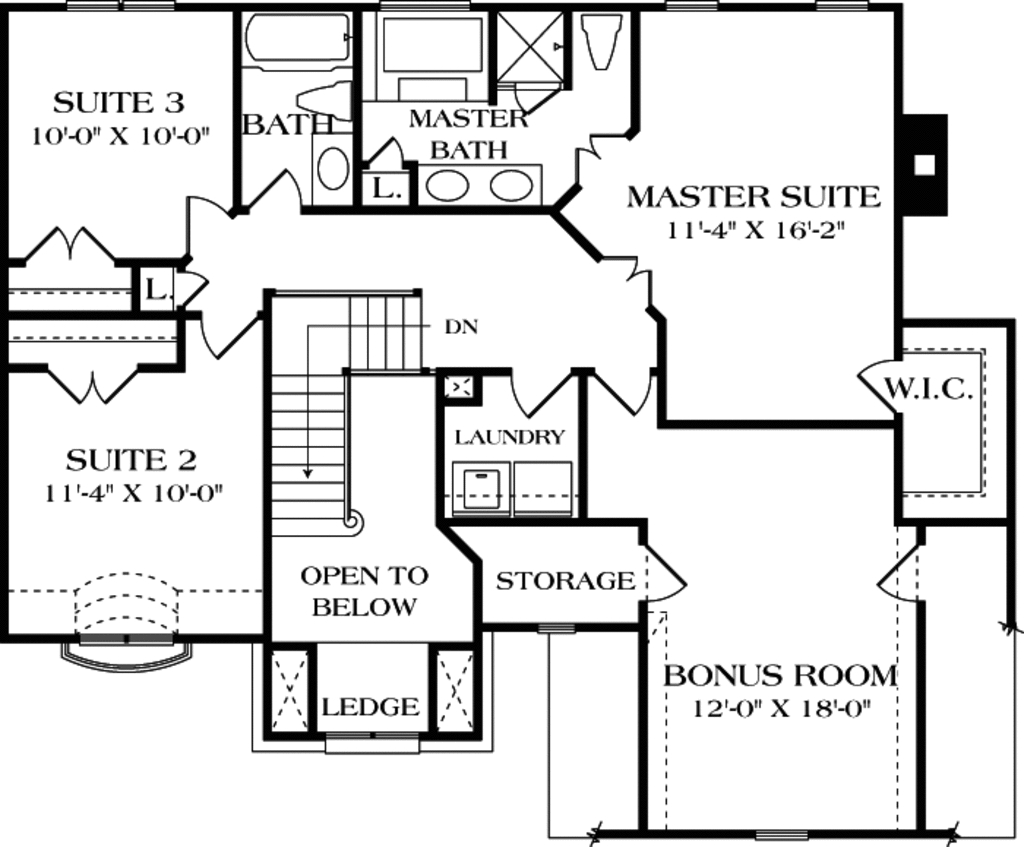 SUITE 3
10'-0" X 10'-0"
BATH
MASTER
BATH
L.
MASTER SUITE
11'-4" X 16'-2"
L.
DN
W.I.C.
LAUNDRY
SUITE 2
11'-4" X 10'-0"
OPEN TO
BELOW
STORAGE
LEDGE
BONUS ROOM
12'-0" X 18'-0"